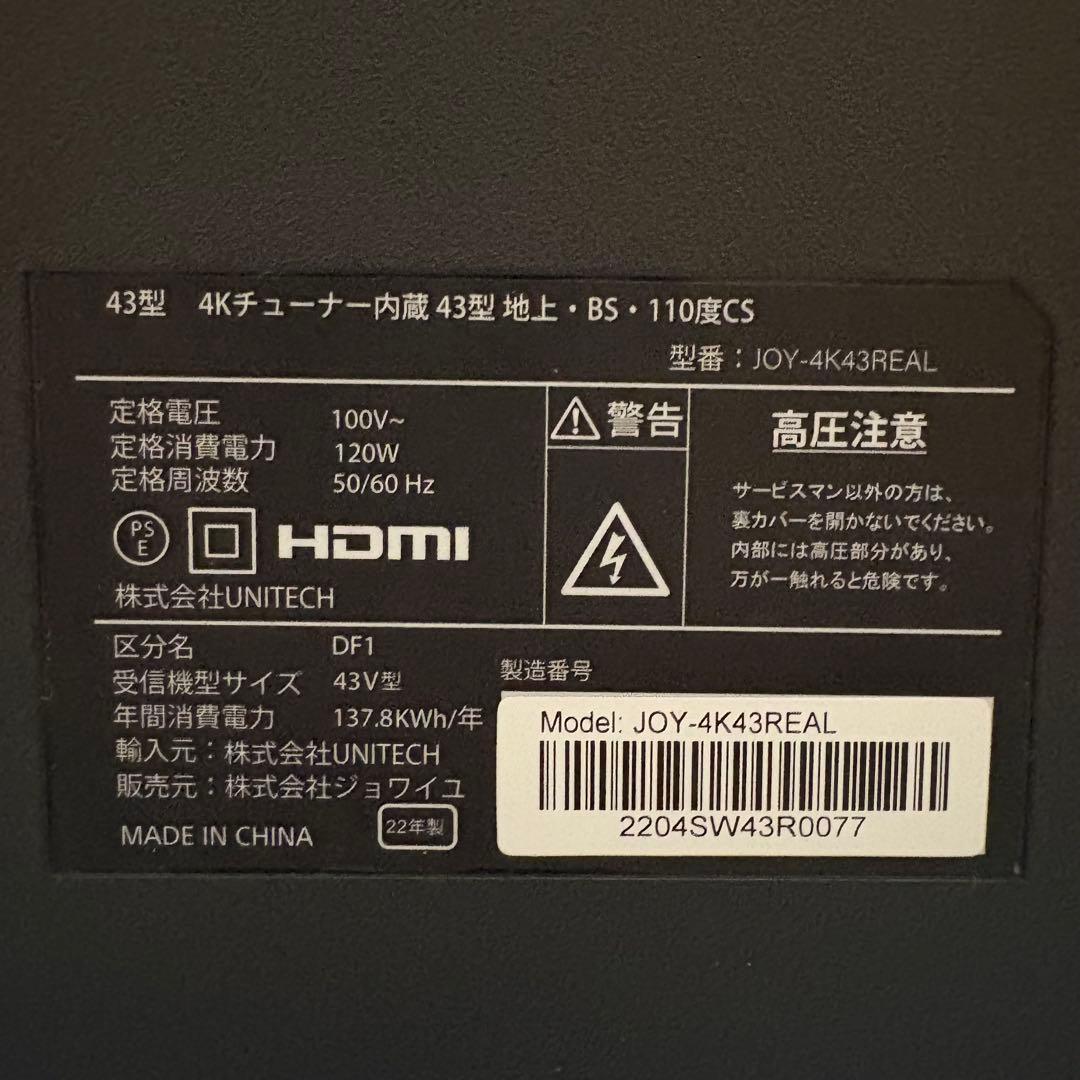 43型 4Kチューナー内蔵 43型 地上・BS・110度CS
型番：JOY-4K43REAL
定格電圧 100V~
定格消費電力 120W
定格周波数 50/60 Hz
PSE
HDMI
株式会社UNITECH
警告
高圧注意
サービスマン以外の方は、
裏カバーを開かないでください。
内部には高圧部分があり、
万が一触れると危険です。
区分名 DF1
受信機型サイズ 43V型
年間消費電力 137.8KWh/年
輸入元：株式会社UNITECH
販売元：株式会社ジョワイユ
MADE IN CHINA
22年製
製造番号
Model: JOY-4K43REAL
2204SW43R0077